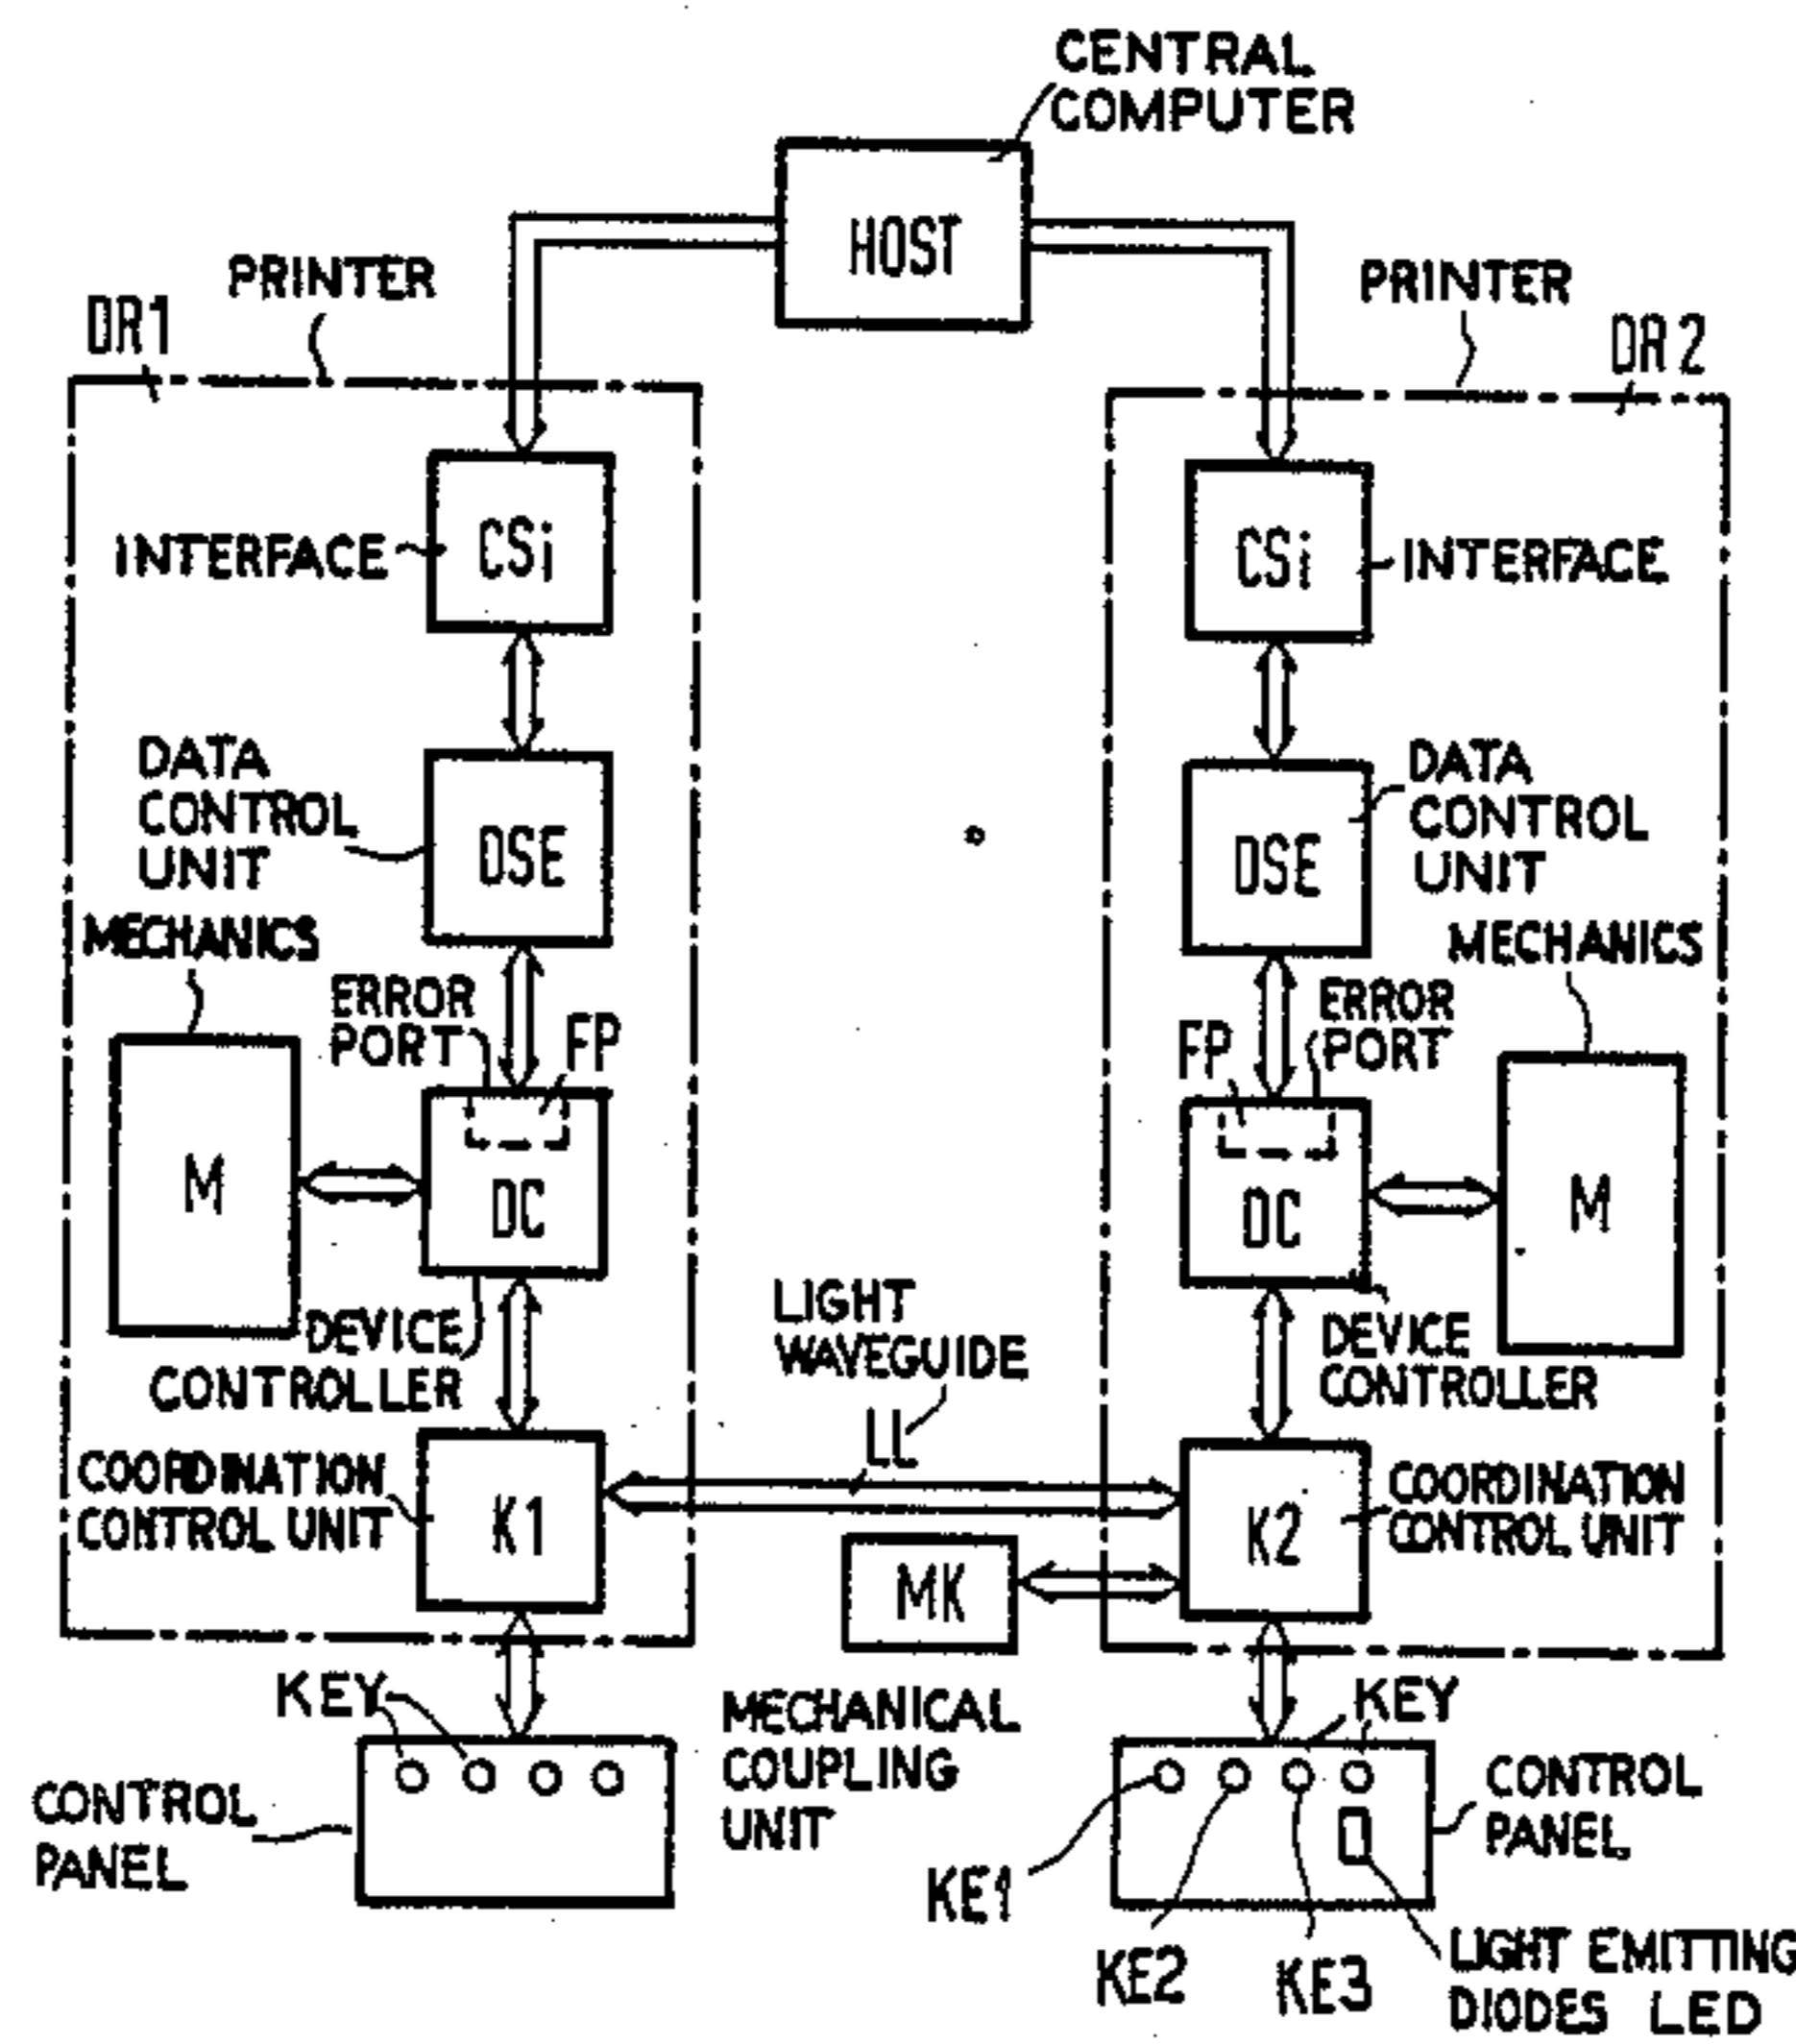 CENTRAL
COMPUTER
HOST
PRINTER
DR1
PRINTER
DR2
INTERFACE
CSi
CSi
INTERFACE
DATA
CONTROL
UNIT
DSE
DSE
DATA
CONTROL
UNIT
MECHANICS
ERROR
PORT
FP
FP
ERROR
PORT
MECHANICS
M
DC
DC
M
DEVICE
CONTROLLER
LIGHT
WAVEGUIDE
LL
DEVICE
CONTROLLER
COORDINATION
CONTROL UNIT
K1
K2
COORDINATION
CONTROL UNIT
MK
MECHANICAL
COUPLING
UNIT
KEY
KEY
CONTROL
PANEL
CONTROL
PANEL
KE1
KE2
KE3
LIGHT EMITTING
DIODES LED